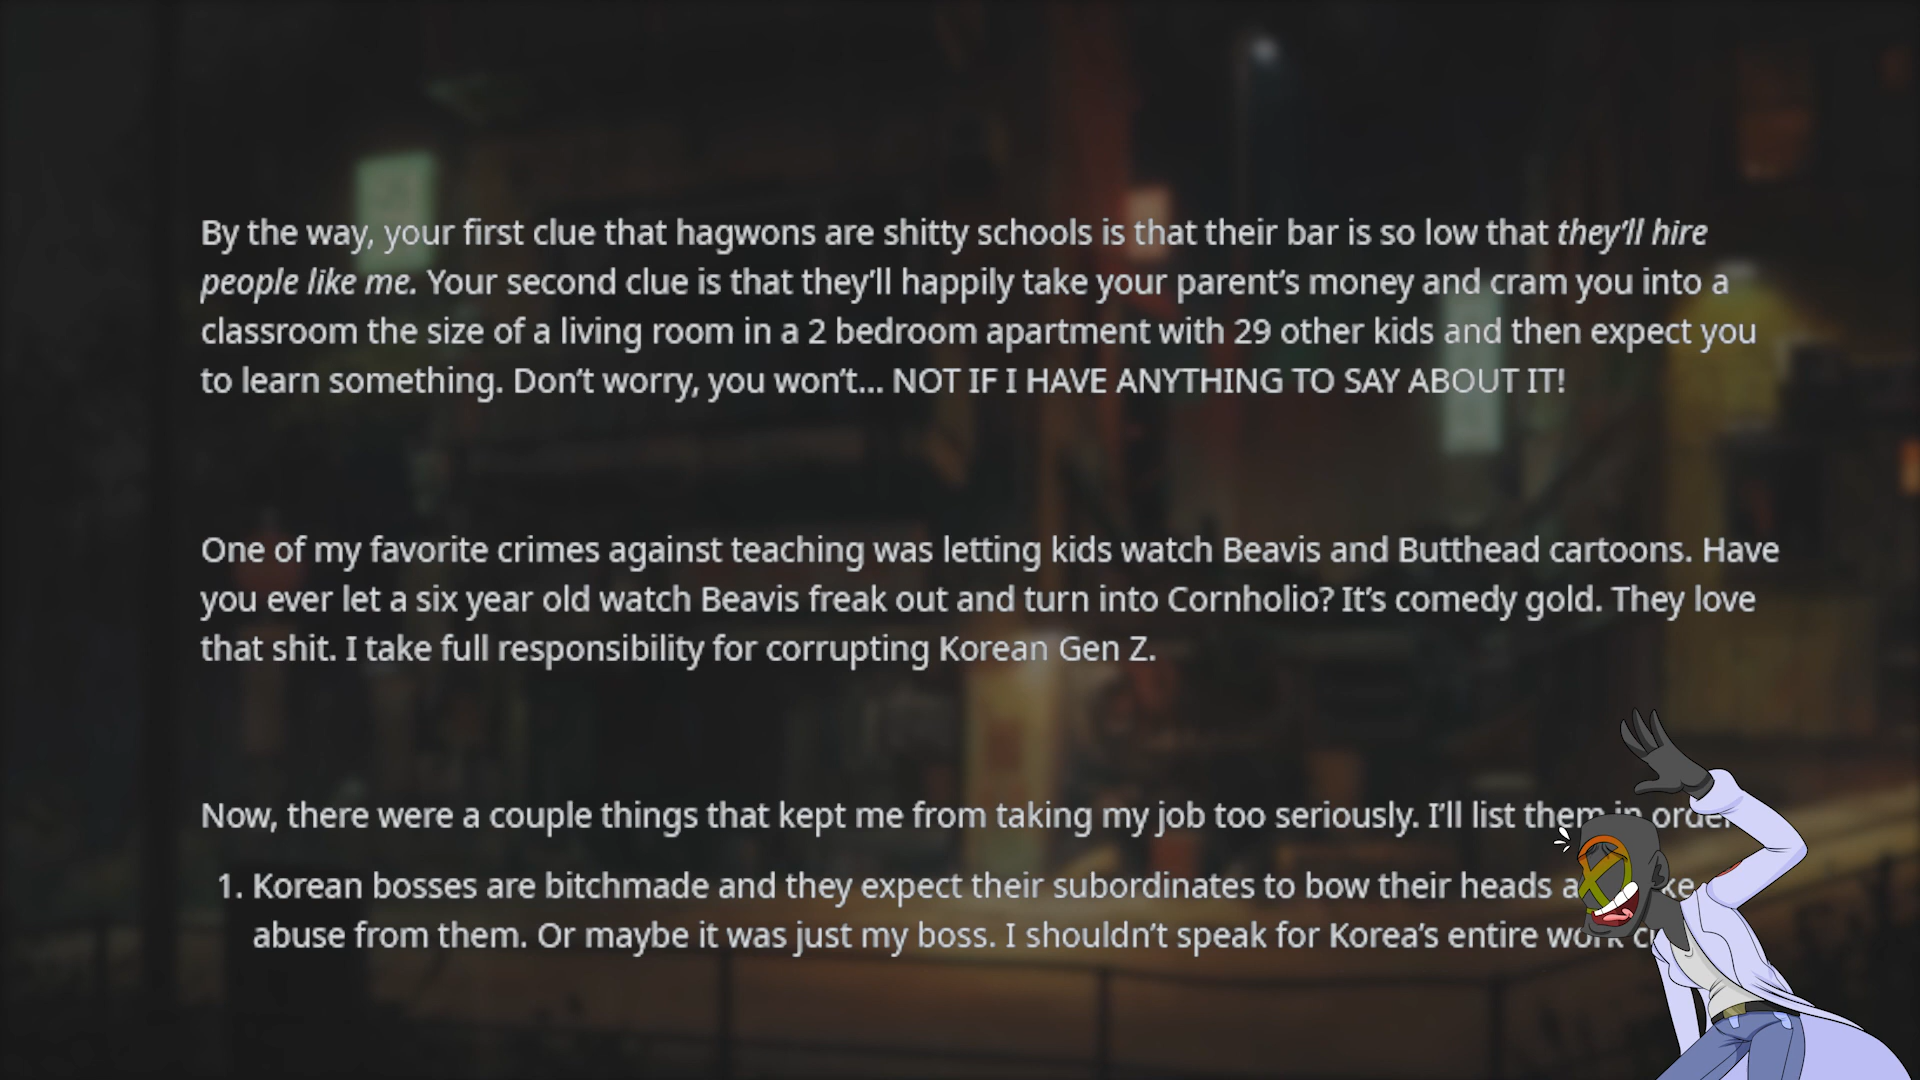 By the way, your first clue that hagwons are shitty schools is that their bar is so low that they’ll hire
people like me. Your second clue is that they’ll happily take your parent’s money and cram you into a
classroom the size of a living room in a 2 bedroom apartment with 29 other kids and then expect you
to learn something. Don’t worry, you won’t... NOT IF I HAVE ANYTHING TO SAY ABOUT IT!
One of my favorite crimes against teaching was letting kids watch Beavis and Butthead cartoons. Have
you ever let a six year old watch Beavis freak out and turn into Cornholio? It’s comedy gold. They love
that shit. I take full responsibility for corrupting Korean Gen Z.
Now, there were a couple things that kept me from taking my job too seriously. I’ll list them in order
1. Korean bosses are bitchmade and they expect their subordinates to bow their heads
abuse from them. Or maybe it was just my boss. I shouldn’t speak for Korea’s entire work